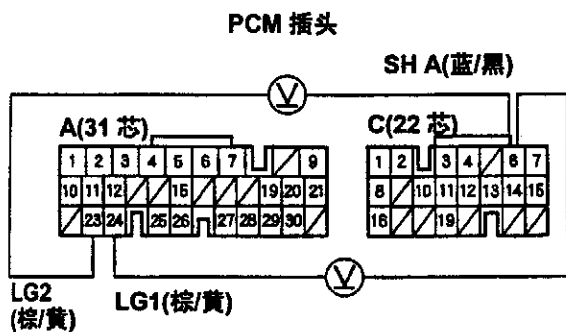 PCM 插头
SH A(蓝/黑)
V
A(31 芯)
C(22 芯)
1 2 3 4 5 6 7 9
10 11 12 15 19 20 21
23 24 25 26 27 28 29 30
1 2 3 4 6 7
8 10 11 12 13 14 15
16 19
V
LG2
(棕/黄)
LG1(棕/黄)